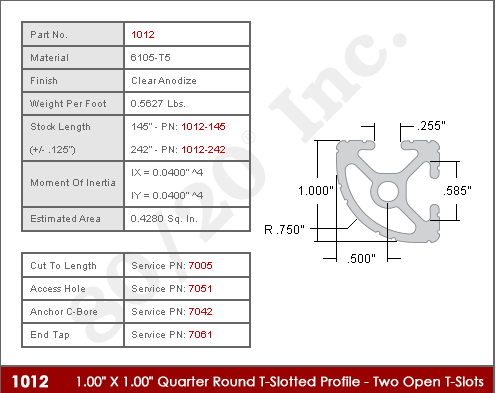 Part No. 1012
Material 6105-T5
Finish Clear Anodize
Weight Per Foot 0.5627 Lbs.
Stock Length 145" - PN: 1012-145
(+/- .125") 242" - PN: 1012-242
Moment Of Inertia IX = 0.0400" ^4
IY = 0.0400" ^4
Estimated Area 0.4280 Sq. In.
Cut To Length Service PN: 7005
Access Hole Service PN: 7051
Anchor C-Bore Service PN: 7042
End Tap Service PN: 7061
80/20® Inc.
.255"
1.000"
.585"
R .750"
.500"
1012 1.00" X 1.00" Quarter Round T-Slotted Profile - Two Open T-Slots